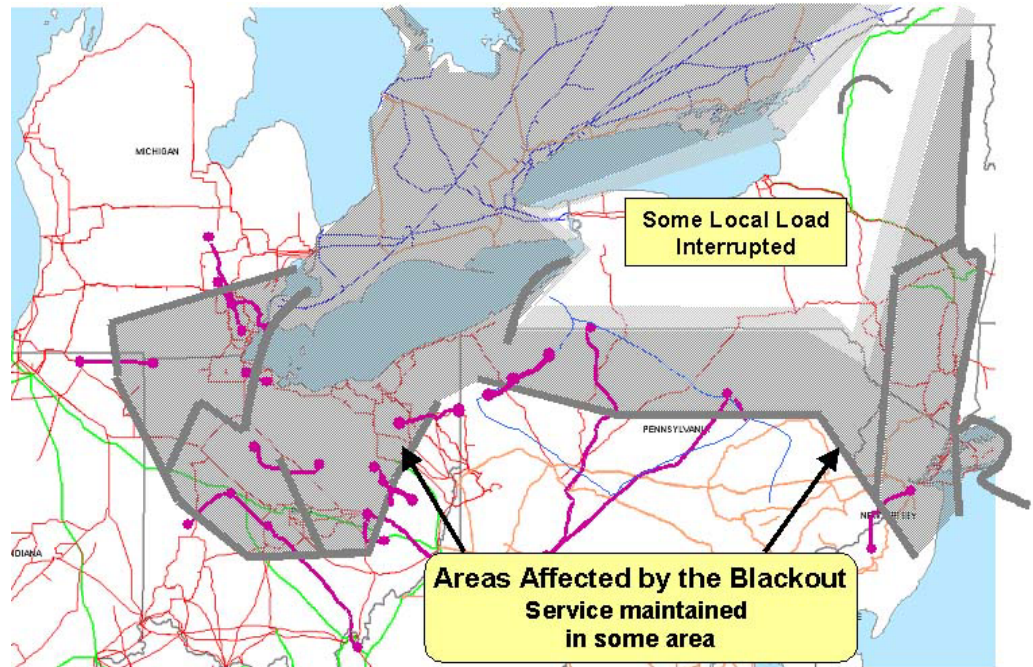 MICHIGAN
Some Local Load
Interrupted
PENNSYLVANIA
Areas Affected by the Blackout
Service maintained
in some area